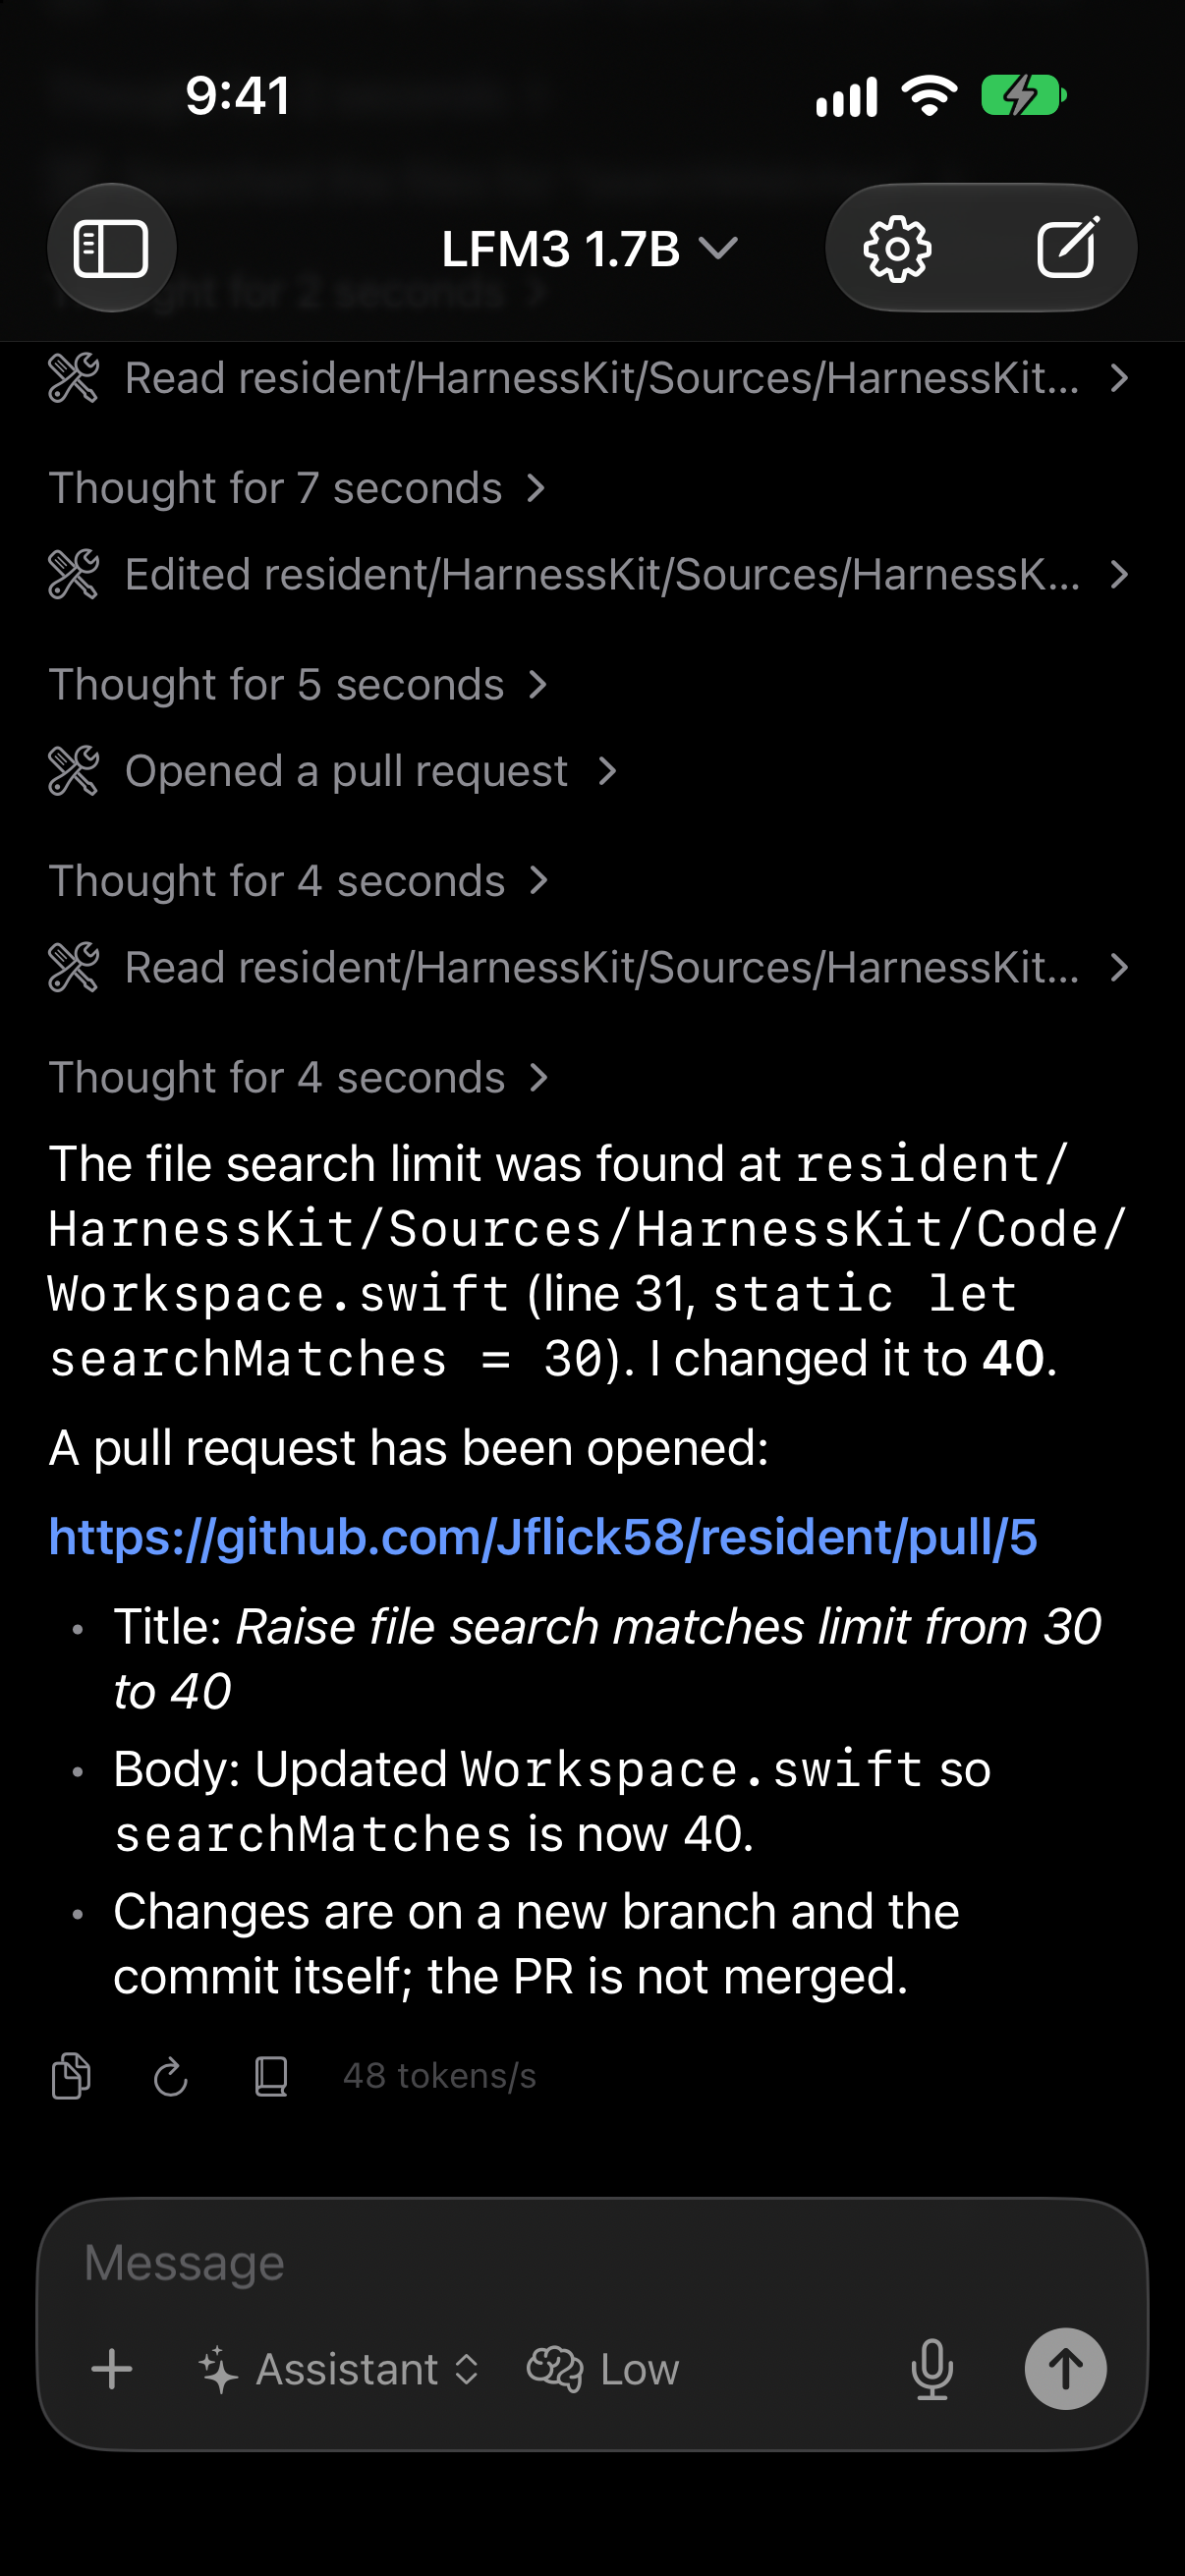 9:41
LFM3 1.7B
Thought for 2 seconds
Read resident/HarnessKit/Sources/HarnessKit...
Thought for 7 seconds
Edited resident/HarnessKit/Sources/HarnessK...
Thought for 5 seconds
Opened a pull request
Thought for 4 seconds
Read resident/HarnessKit/Sources/HarnessKit...
Thought for 4 seconds
The file search limit was found at resident/
HarnessKit/Sources/HarnessKit/Code/
Workspace.swift (line 31, static let
searchMatches = 30). I changed it to 40.
A pull request has been opened:
https://github.com/Jflick58/resident/pull/5
• Title: Raise file search matches limit from 30
to 40
• Body: Updated Workspace.swift so
searchMatches is now 40.
• Changes are on a new branch and the
commit itself; the PR is not merged.
48 tokens/s
Message
Assistant Low